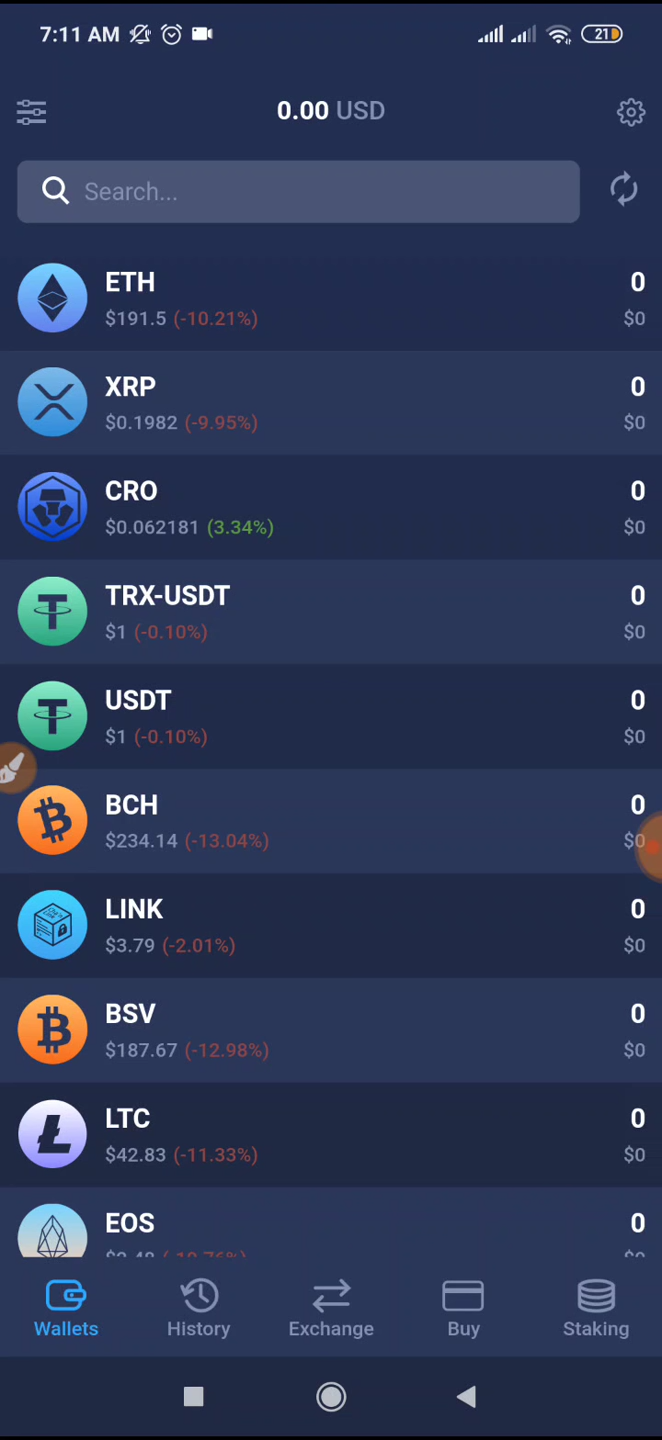 7:11 AM
21
0.00 USD
Search...
ETH 0
$191.5 (-10.21%) $0
XRP 0
$0.1982 (-9.95%) $0
CRO 0
$0.062181 (3.34%) $0
TRX-USDT 0
$1 (-0.10%) $0
USDT 0
$1 (-0.10%) $0
BCH 0
$234.14 (-13.04%) $0
LINK 0
$3.79 (-2.01%) $0
BSV 0
$187.67 (-12.98%) $0
LTC 0
$42.83 (-11.33%) $0
EOS 0
Wallets History Exchange Buy Staking